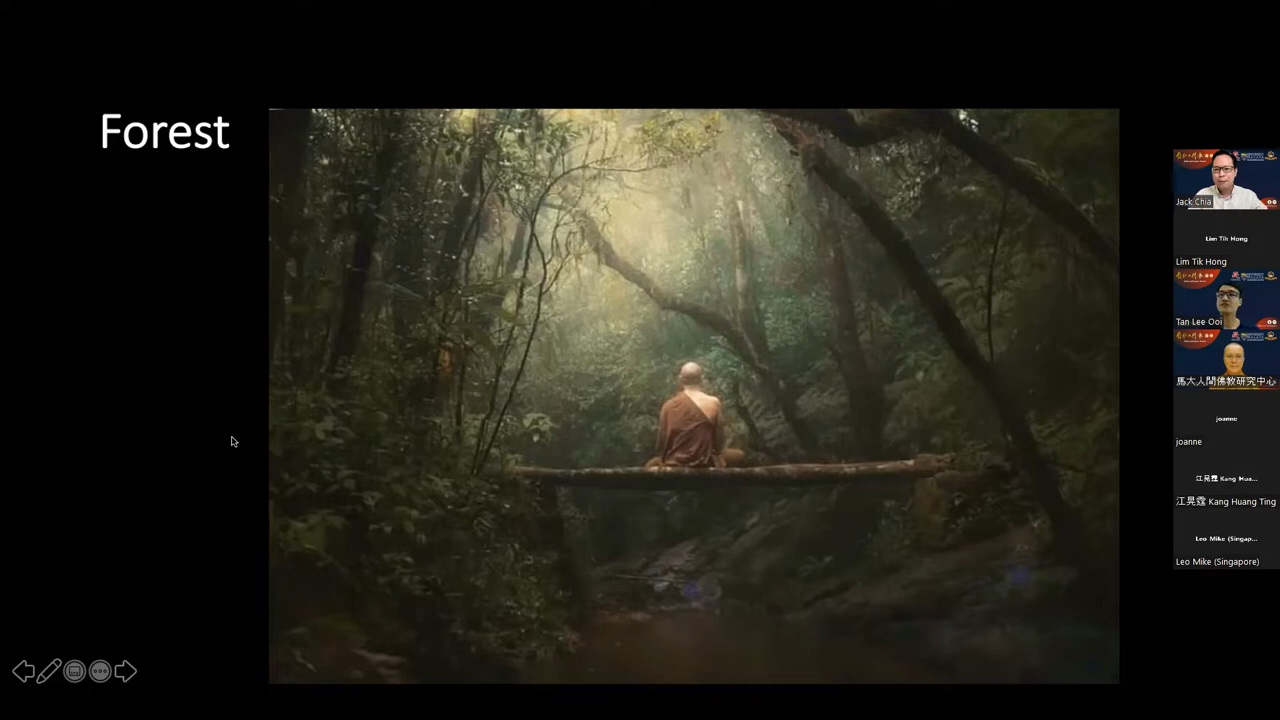 Forest
Jack Chia
Lim Tik Hong
Lim Tik Hong
Tan Lee Ooi
馬大人間佛教研究中心
joanne
joanne
江晃霆 Kang Hua...
江晃霆 Kang Huang Ting
Leo Mike (Singap...
Leo Mike (Singapore)